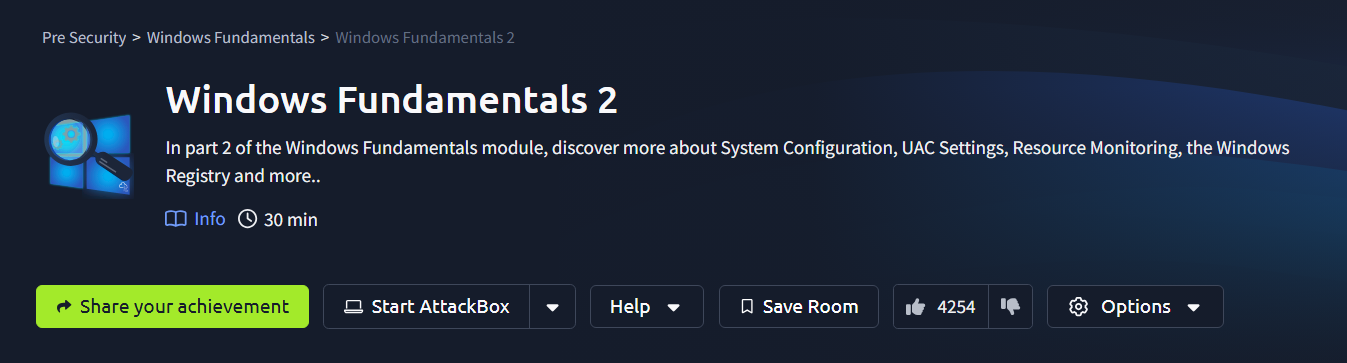 Pre Security > Windows Fundamentals > Windows Fundamentals 2
Windows Fundamentals 2
In part 2 of the Windows Fundamentals module, discover more about System Configuration, UAC Settings, Resource Monitoring, the Windows
Registry and more..
Info 30 min
Share your achievement Start AttackBox Help Save Room 4254 Options